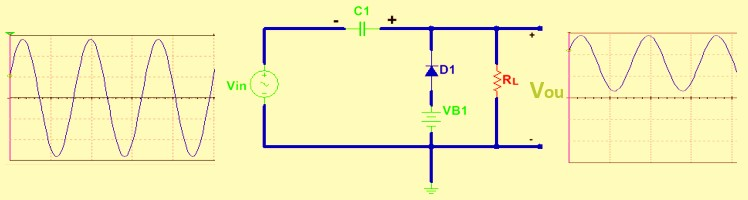 C1
- +
D1
VB1
Vin
RL
Vou
+
-